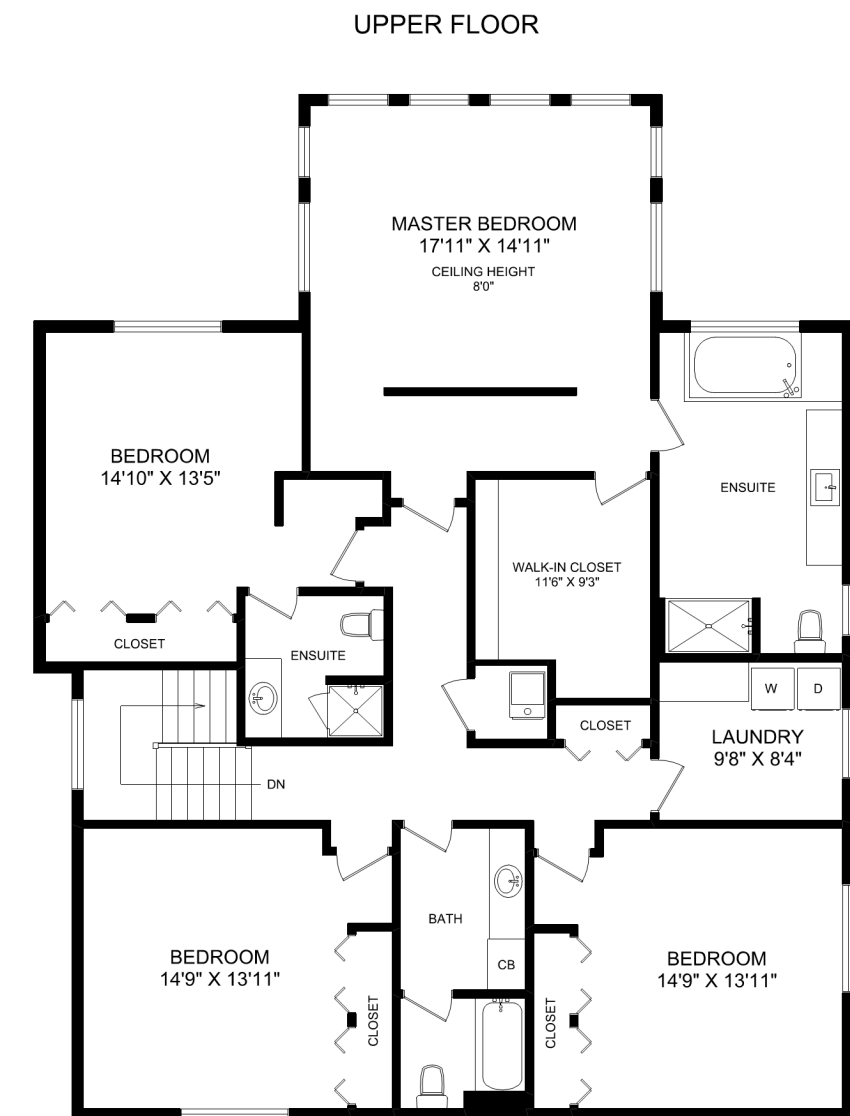 UPPER FLOOR
MASTER BEDROOM
17'11" X 14'11"
CEILING HEIGHT
8'0"
BEDROOM
14'10" X 13'5"
ENSUITE
WALK-IN CLOSET
11'6" X 9'3"
CLOSET
ENSUITE
W
D
CLOSET
LAUNDRY
9'8" X 8'4"
DN
BATH
BEDROOM
14'9" X 13'11"
CB
BEDROOM
14'9" X 13'11"
CLOSET
CLOSET